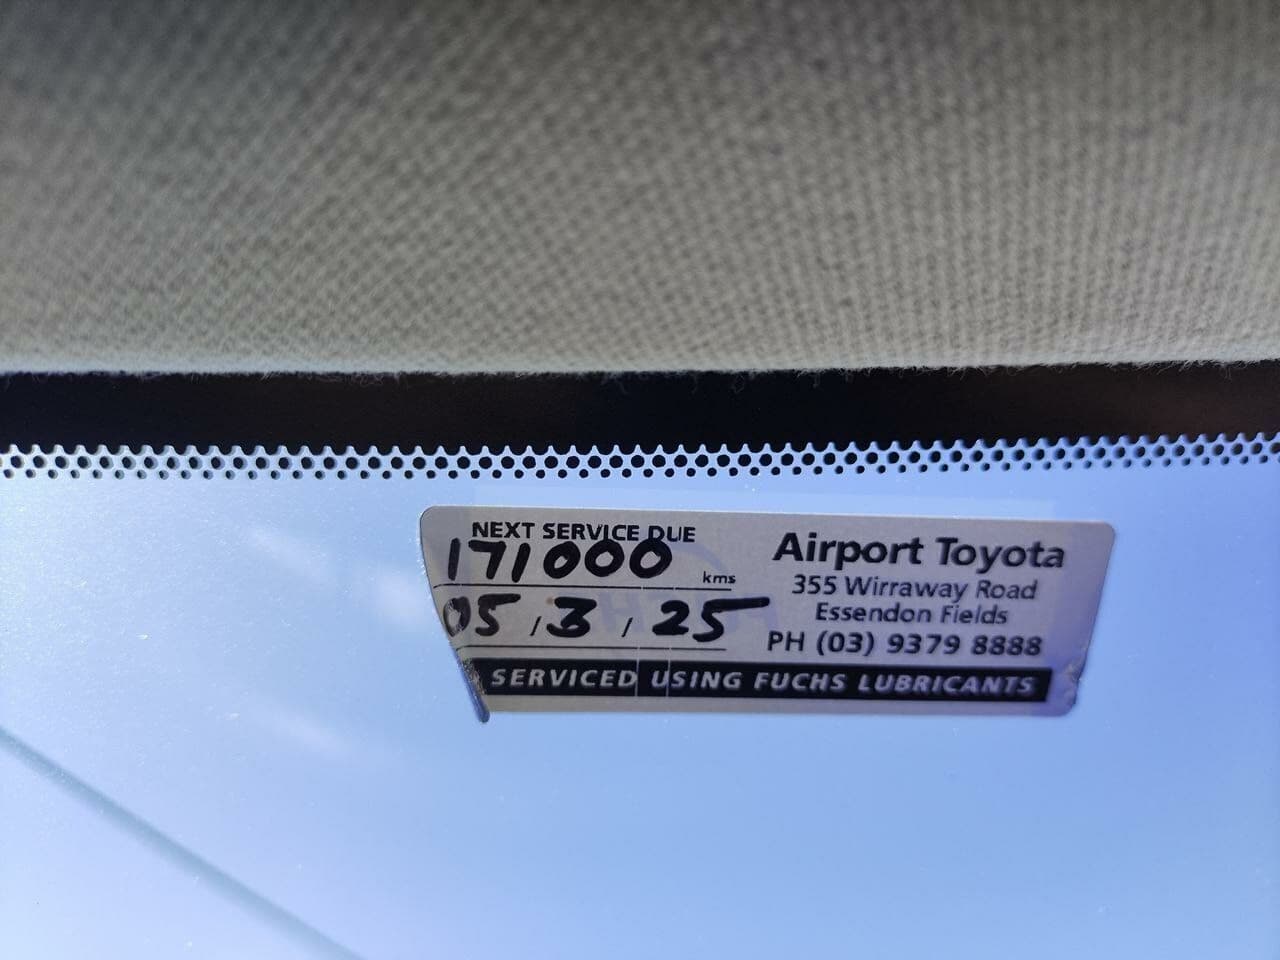 NEXT SERVICE DUE
171000 kms
05 / 3 / 25
Airport Toyota
355 Wirraway Road
Essendon Fields
PH (03) 9379 8888
SERVICED USING FUCHS LUBRICANTS